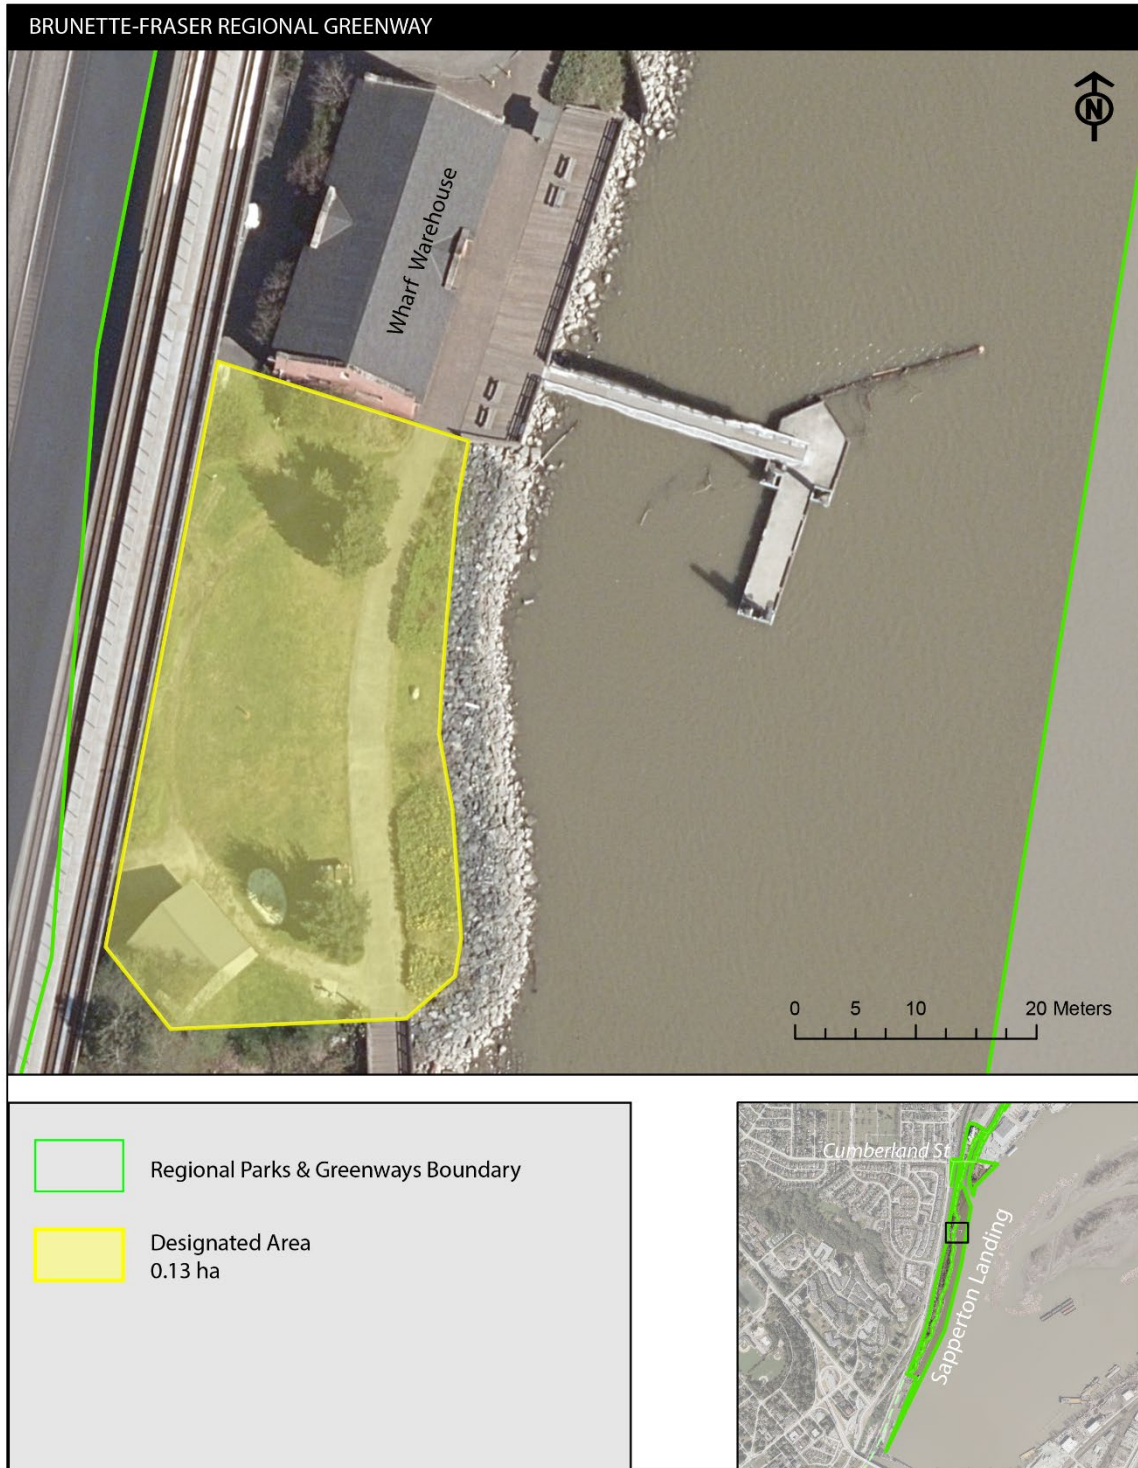 BRUNETTE-FRASER REGIONAL GREENWAY
N
Wharf Warehouse
0 5 10 20 Meters
Regional Parks & Greenways Boundary
Designated Area
0.13 ha
Cumberland St
Sapperton Landing